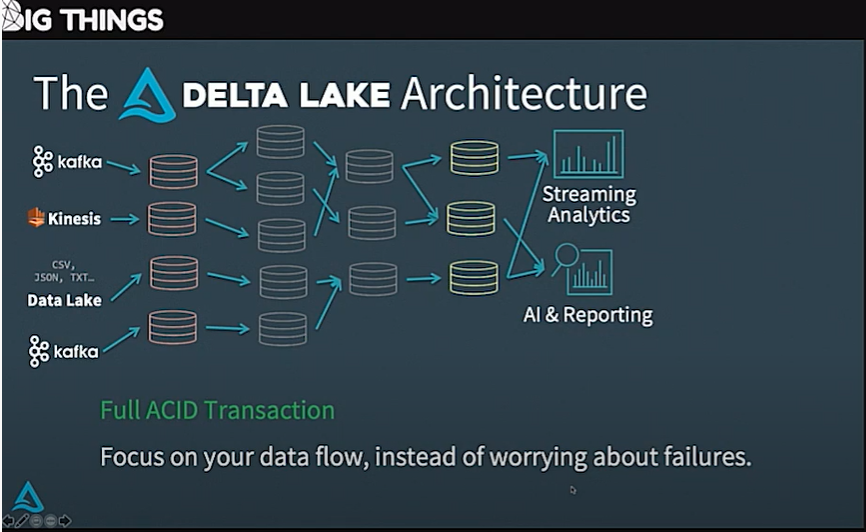 BIG THINGS
The DELTA LAKE Architecture
kafka
Kinesis
CSV,
JSON, TXT...
Data Lake
kafka
Streaming
Analytics
AI & Reporting
Full ACID Transaction
Focus on your data flow, instead of worrying about failures.